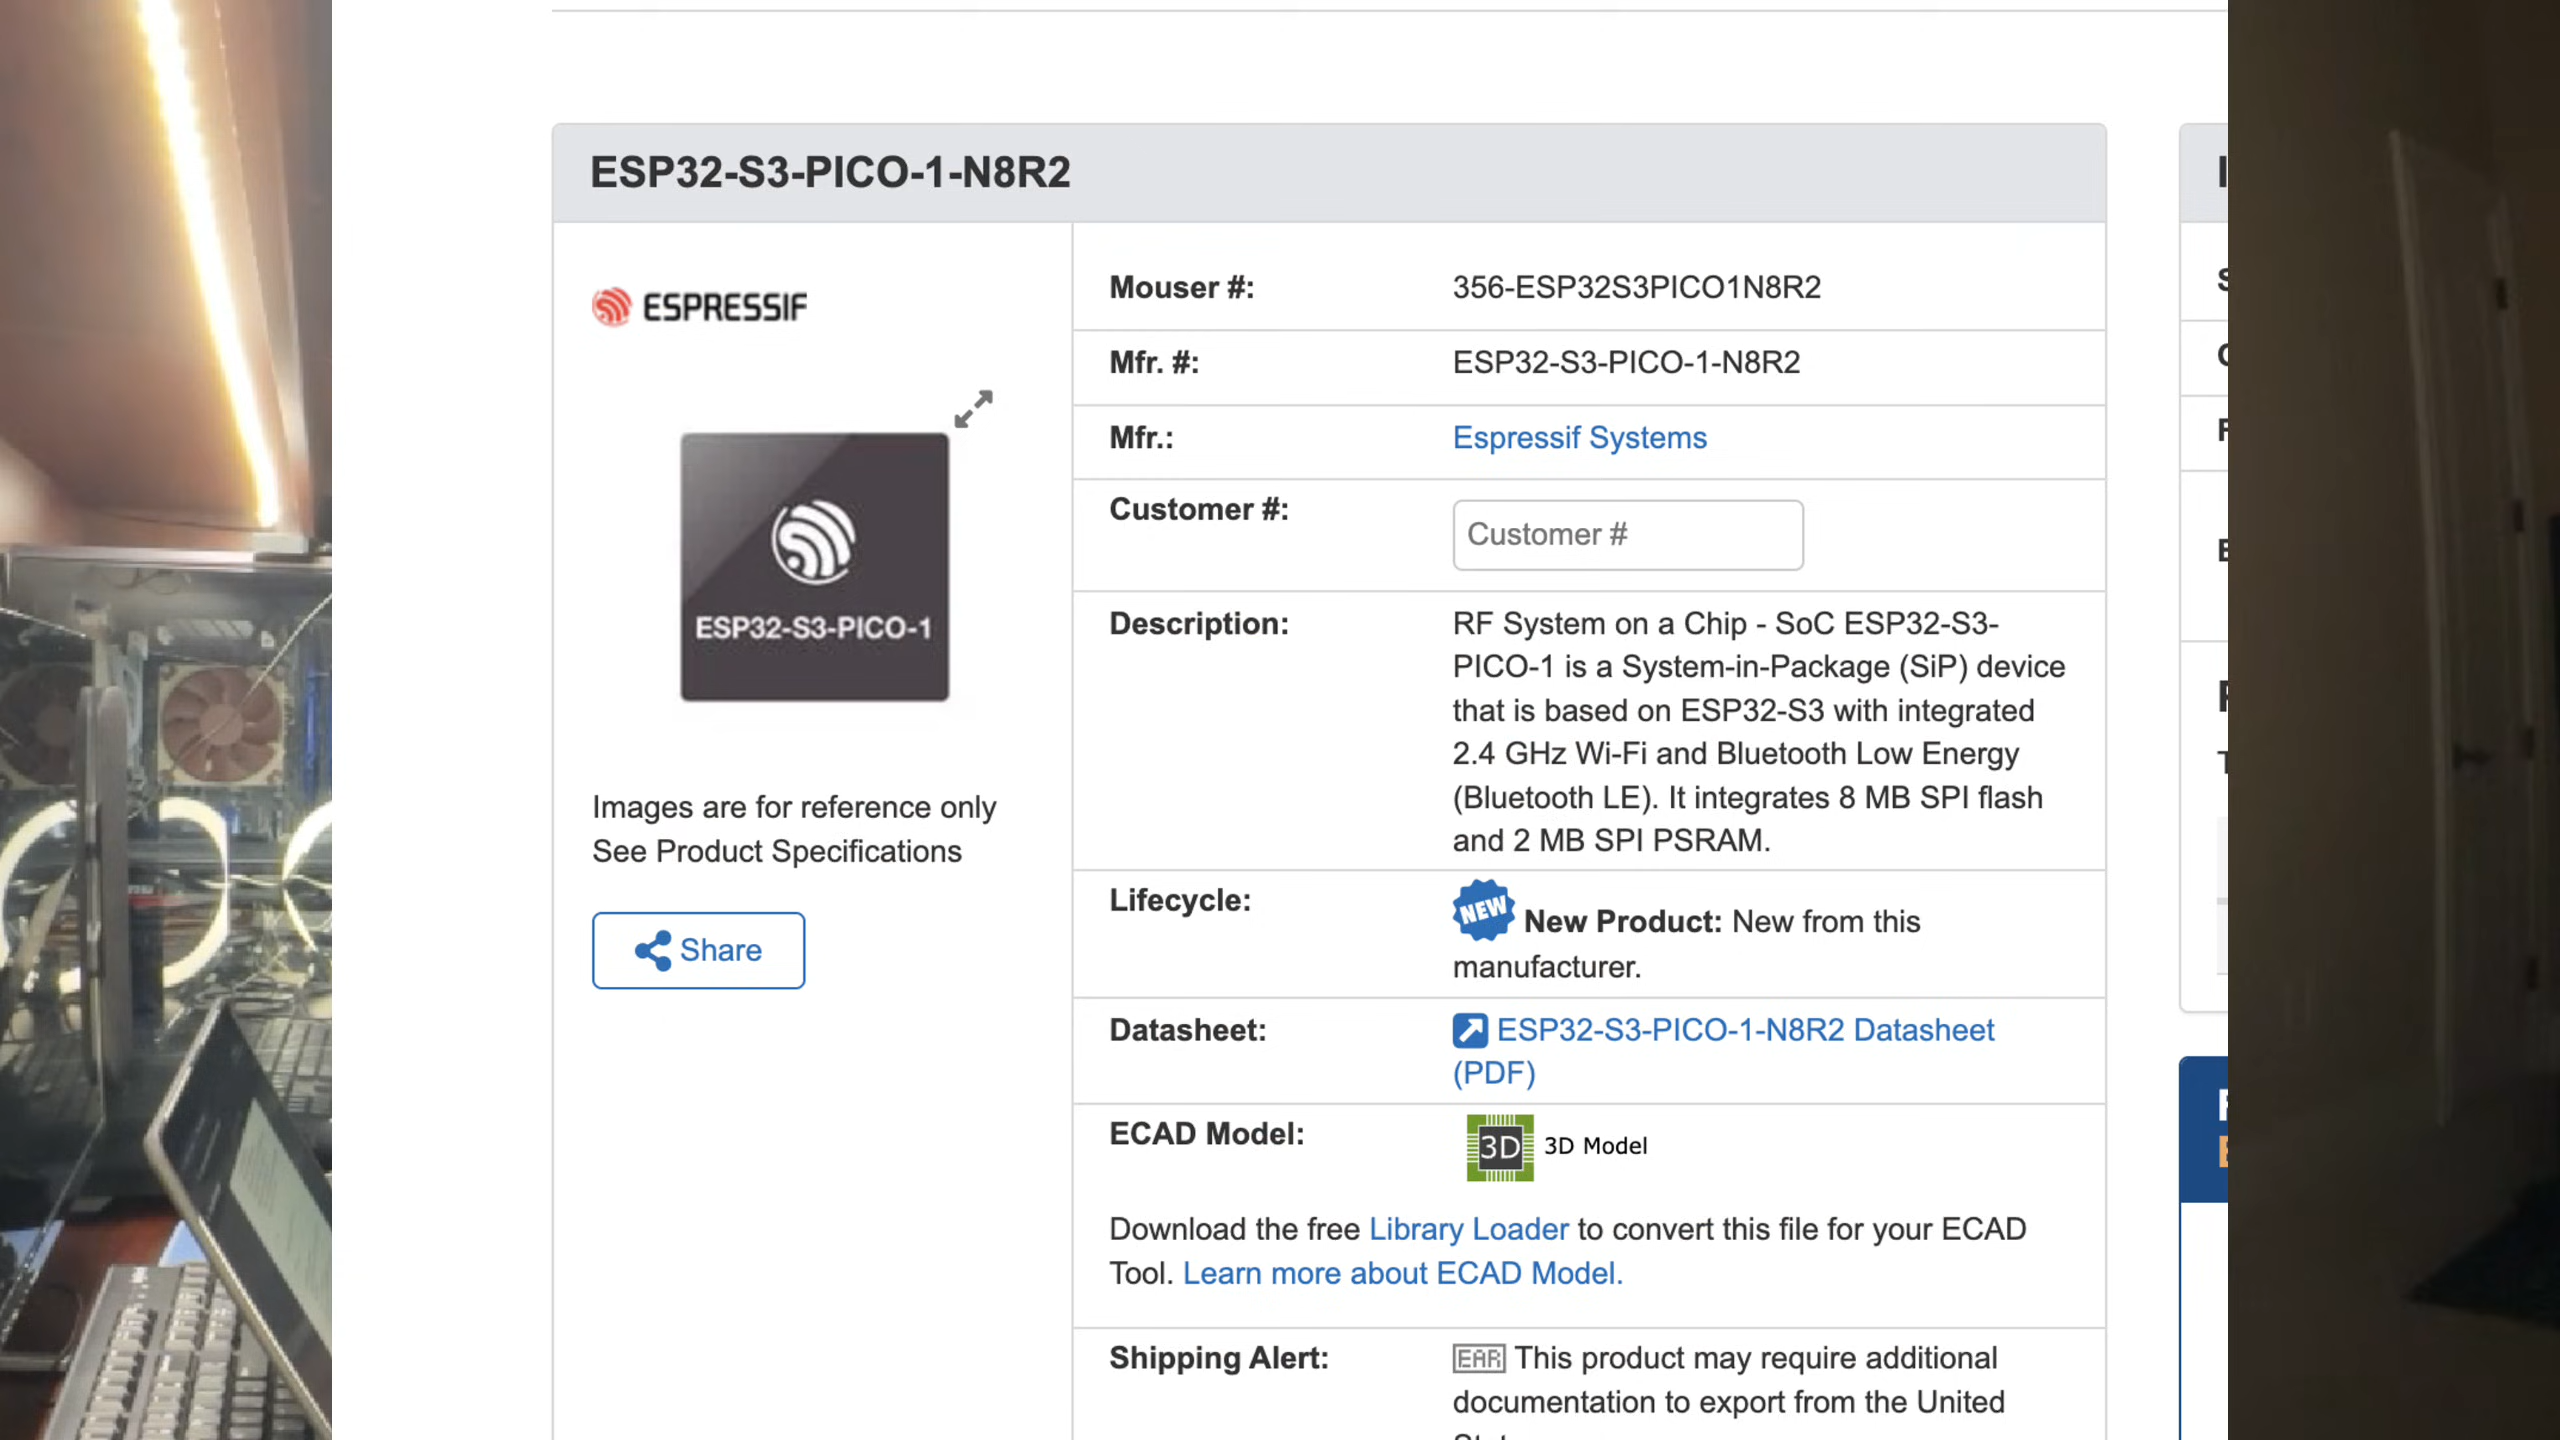 ESP32-S3-PICO-1-N8R2
ESPRESSIF
ESP32-S3-PICO-1
Images are for reference only
See Product Specifications
Share
Mouser #:
356-ESP32S3PICO1N8R2
Mfr. #:
ESP32-S3-PICO-1-N8R2
Mfr.:
Espressif Systems
Customer #:
Customer #
Description:
RF System on a Chip - SoC ESP32-S3-
PICO-1 is a System-in-Package (SiP) device
that is based on ESP32-S3 with integrated
2.4 GHz Wi-Fi and Bluetooth Low Energy
(Bluetooth LE). It integrates 8 MB SPI flash
and 2 MB SPI PSRAM.
Lifecycle:
NEW New Product: New from this
manufacturer.
Datasheet:
ESP32-S3-PICO-1-N8R2 Datasheet
(PDF)
ECAD Model:
3D 3D Model
Download the free Library Loader to convert this file for your ECAD
Tool. Learn more about ECAD Model.
Shipping Alert:
EAR This product may require additional
documentation to export from the United